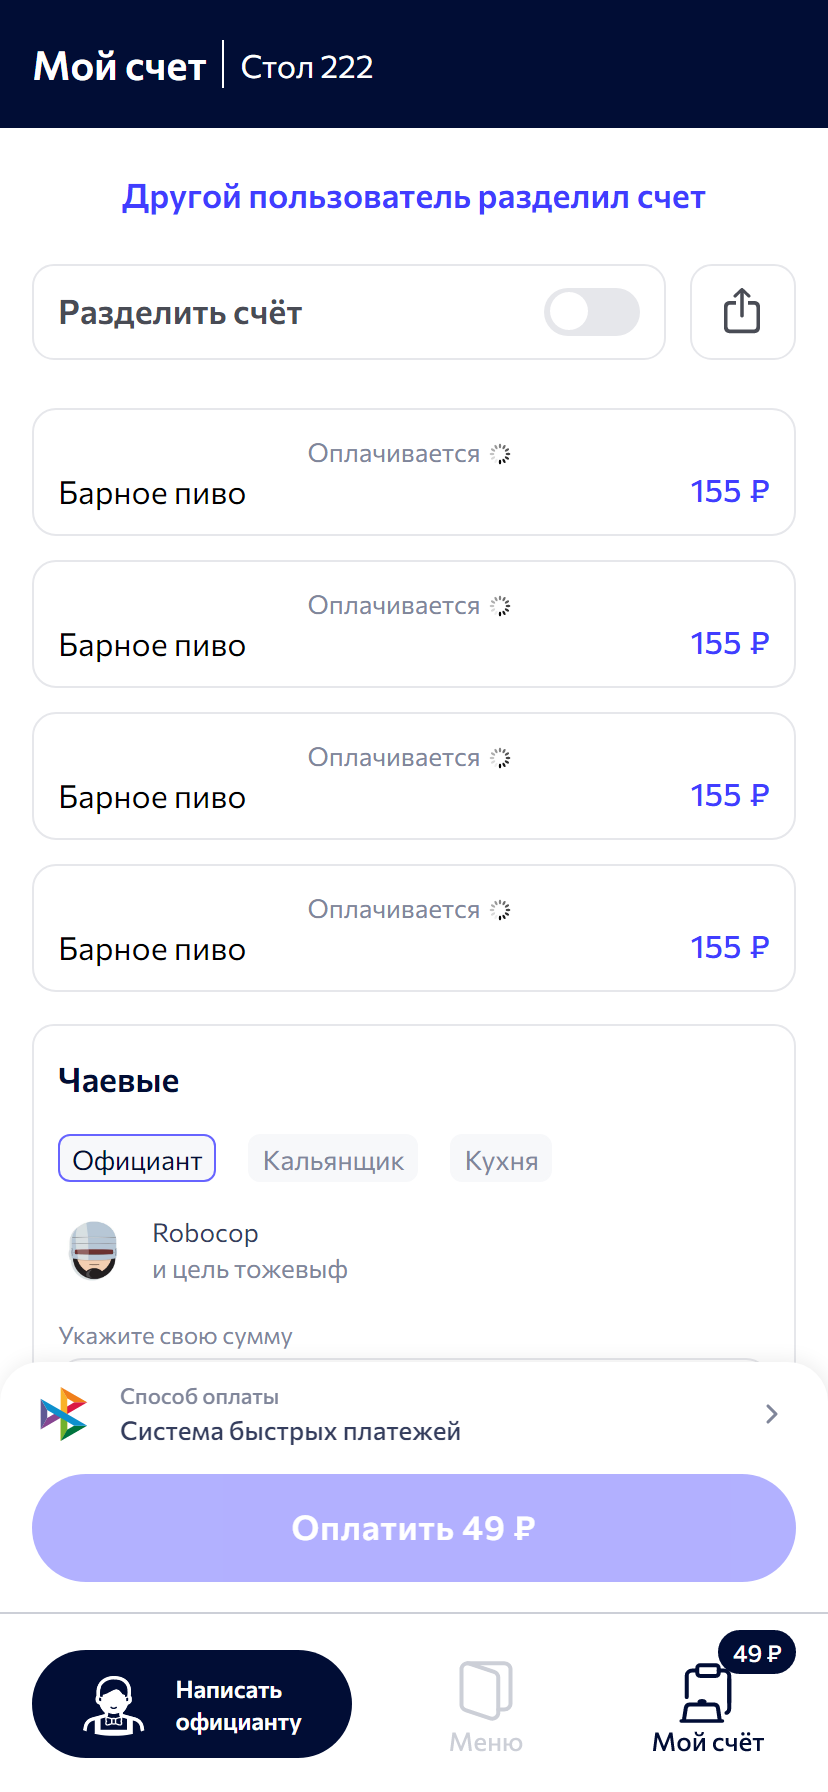 Мой счет
Стол 222
Другой пользователь разделил счет
Разделить счёт
Оплачивается
Барное пиво
155 ₽
Оплачивается
Барное пиво
155 ₽
Оплачивается
Барное пиво
155 ₽
Оплачивается
Барное пиво
155 ₽
Чаевые
Официант
Кальянщик
Кухня
Robocop
и цель тожевыф
Укажите свою сумму
Способ оплаты
Система быстрых платежей
Оплатить 49 ₽
Написать
официанту
Меню
49 ₽
Мой счёт